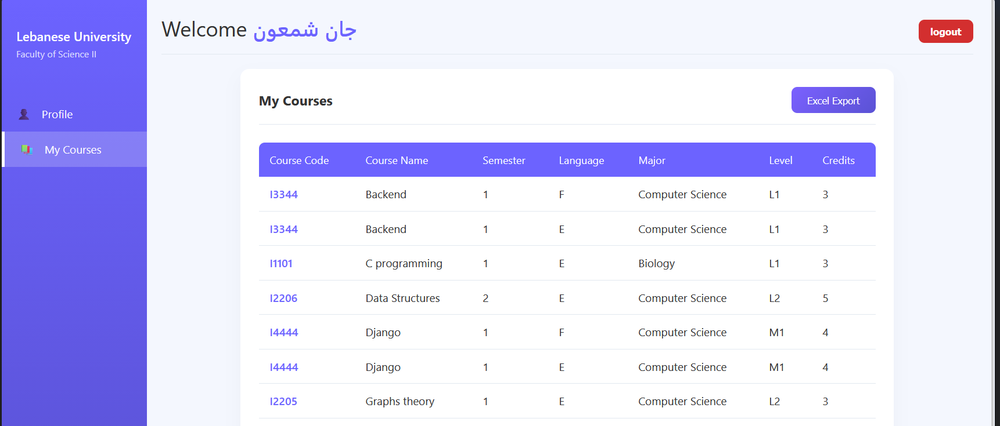 Lebanese University
Faculty of Science II
Profile
My Courses
Welcome جان شمعون
logout
My Courses
Excel Export
Course Code Course Name Semester Language Major Level Credits
I3344 Backend 1 F Computer Science L1 3
I3344 Backend 1 E Computer Science L1 3
I1101 C programming 1 E Biology L1 3
I2206 Data Structures 2 E Computer Science L2 5
I4444 Django 1 F Computer Science M1 4
I4444 Django 1 E Computer Science M1 4
I2205 Graphs theory 1 E Computer Science L2 3